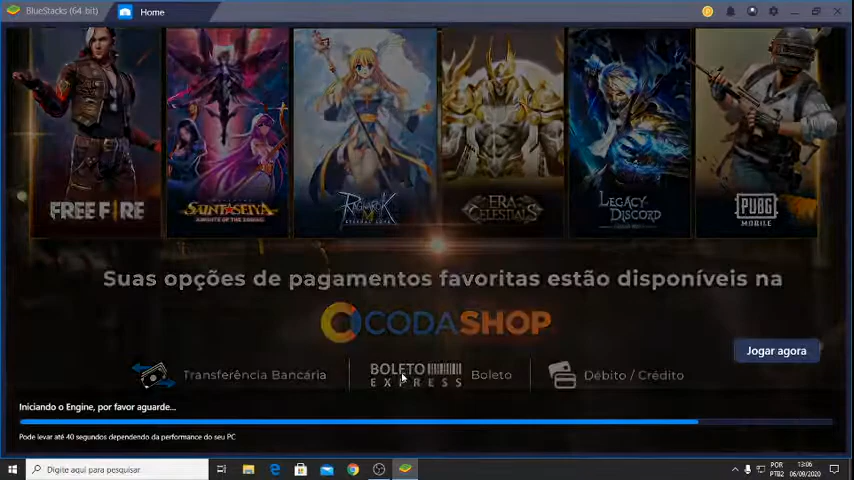 BlueStacks (64-bit)
Home
FREE FIRE
SAINT SEIYA
RAGNAROK M
ERA CELESTIALS
LEGACY OF DISCORD
PUBG MOBILE
Suas opções de pagamentos favoritas estão disponíveis na
CODASHOP
Jogar agora
Transferência Bancária
BOLETO EXPRESS
Boleto
Débito / Crédito
Iniciando o Engine, por favor aguarde...
Pode levar até 40 segundos dependendo da performance do seu PC
Digite aqui para pesquisar
POR
PTB2
13:06
06/09/2020